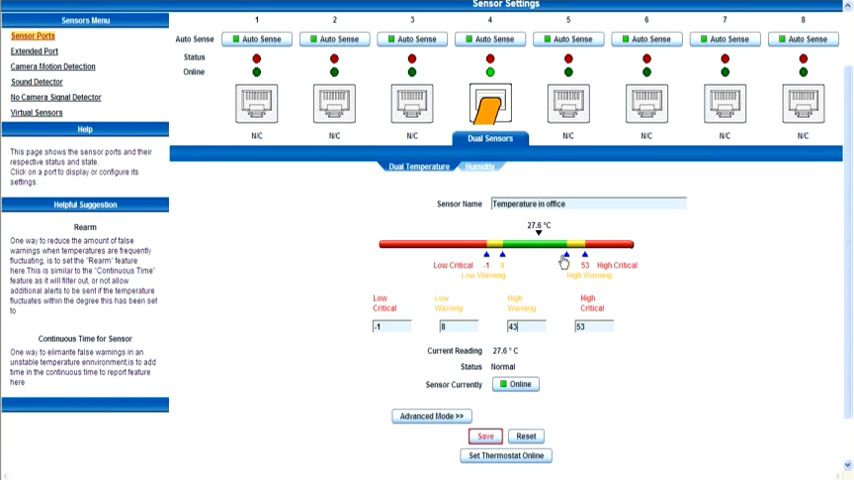 Sensor Settings
Sensors Menu
Sensor Ports
Extended Port
Camera Motion Detection
Sound Detector
No Camera Signal Detector
Virtual Sensors
Help
This page shows the sensor ports and their
respective status and state.
Click on a port to display or configure its
settings.
Helpful Suggestion
Rearm
One way to reduce the amount of false
warnings when temperatures are frequently
fluctuating, is to set the "Rearm" feature
here.This is similar to the "Continuous Time"
feature as it will filter out, or not allow
additional alerts to be sent if the temperature
fluctuates within the degree this has been set
to
Continuous Time for Sensor
One way to elimante false warnings in an
unstable temperature ennvironment,is to add
time in the continuous time to report feature
here
1 2 3 4 5 6 7 8
Auto Sense Auto Sense Auto Sense Auto Sense Auto Sense Auto Sense Auto Sense Auto Sense Auto Sense
Status
Online
N/C N/C N/C Dual Sensors N/C N/C N/C N/C
Dual Temperature Humidity
Sensor Name Temperature in office
27.6 °C
Low Critical -1 8 53 High Critical
Low Warning High Warning
Low Critical
Low Warning
High Warning
High Critical
-1 8 43 53
Current Reading 27.6 ° C
Status Normal
Sensor Currently Online
Advanced Mode >>
Save Reset
Set Thermostat Online